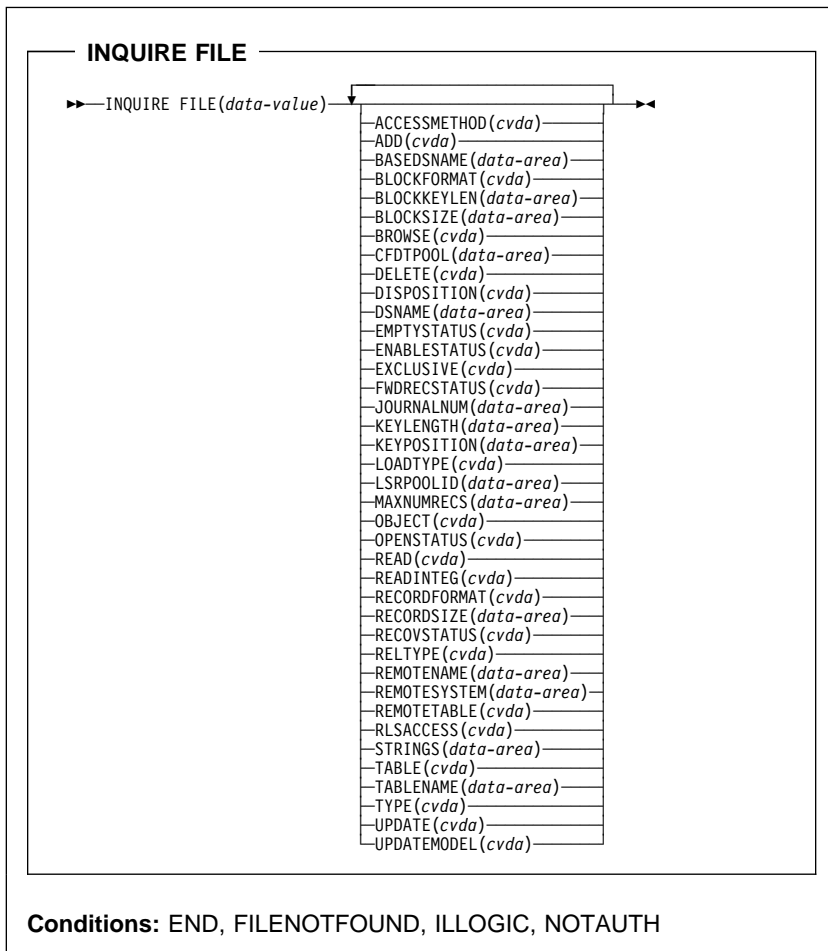 INQUIRE FILE
INQUIRE FILE(data-value)
ACCESSMETHOD(cvda)
ADD(cvda)
BASEDSNAME(data-area)
BLOCKFORMAT(cvda)
BLOCKKEYLEN(data-area)
BLOCKSIZE(data-area)
BROWSE(cvda)
CFDTPOOL(data-area)
DELETE(cvda)
DISPOSITION(cvda)
DSNAME(data-area)
EMPTYSTATUS(cvda)
ENABLESTATUS(cvda)
EXCLUSIVE(cvda)
FWDRECSTATUS(cvda)
JOURNALNUM(data-area)
KEYLENGTH(data-area)
KEYPOSITION(data-area)
LOADTYPE(cvda)
LSRPOOLID(data-area)
MAXNUMRECS(data-area)
OBJECT(cvda)
OPENSTATUS(cvda)
READ(cvda)
READINTEG(cvda)
RECORDFORMAT(cvda)
RECORDSIZE(data-area)
RECOVSTATUS(cvda)
RELTYPE(cvda)
REMOTENAME(data-area)
REMOTESYSTEM(data-area)
REMOTETABLE(cvda)
RLSACCESS(cvda)
STRINGS(data-area)
TABLE(cvda)
TABLENAME(data-area)
TYPE(cvda)
UPDATE(cvda)
UPDATEMODEL(cvda)
Conditions: END, FILENOTFOUND, ILLOGIC, NOTAUTH